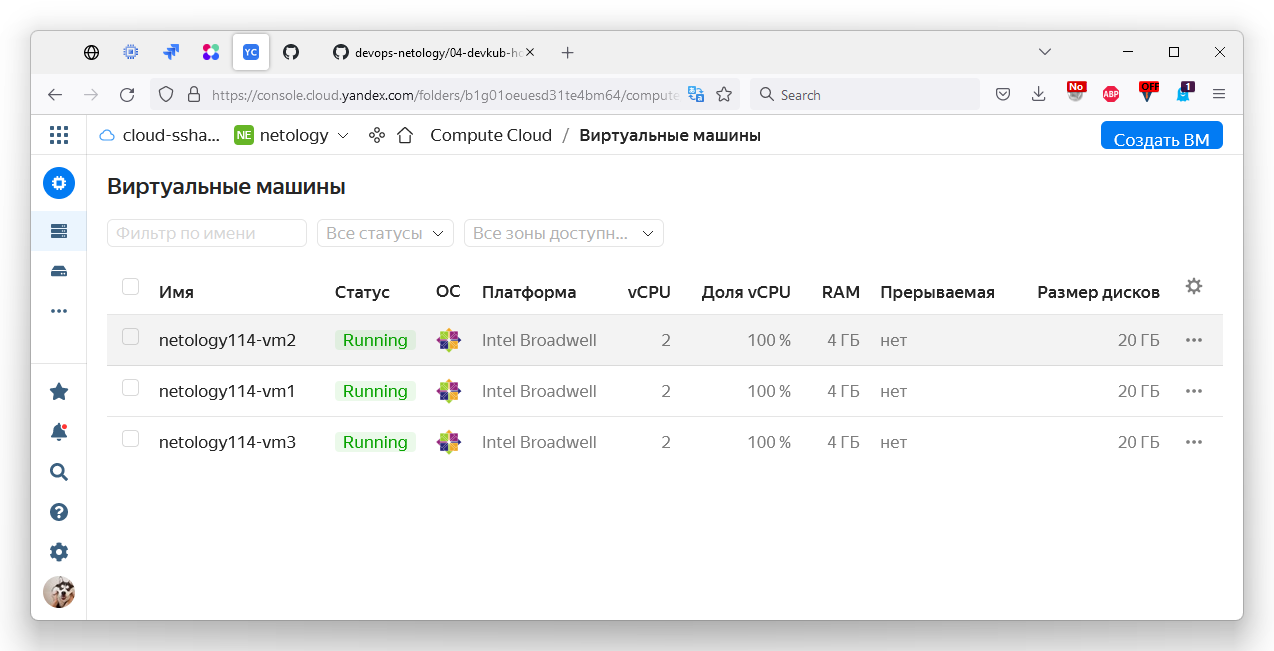 YC
devops-netology/04-devkub-ho
https://console.cloud.yandex.com/folders/b1g01oeuesd31te4bm64/compute
Search
No
ABP
OFF
1
cloud-ssha...
NE netology
Compute Cloud / Виртуальные машины
Создать ВМ
Виртуальные машины
Фильтр по имени
Все статусы
Все зоны доступн...
Имя Статус ОС Платформа vCPU Доля vCPU RAM Прерываемая Размер дисков
netology114-vm2 Running Intel Broadwell 2 100 % 4 ГБ нет 20 ГБ
netology114-vm1 Running Intel Broadwell 2 100 % 4 ГБ нет 20 ГБ
netology114-vm3 Running Intel Broadwell 2 100 % 4 ГБ нет 20 ГБ